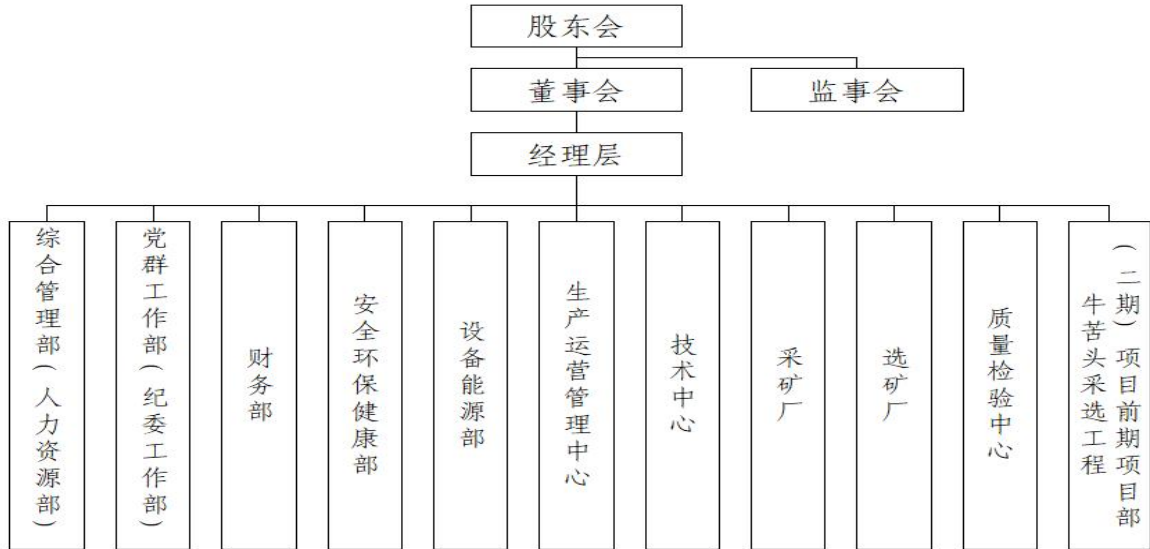 股东会
董事会
监事会
经理层
综合管理部(人力资源部)
党群工作部(纪委工作部)
财务部
安全环保健康部
设备能源部
生产运营管理中心
技术中心
采矿厂
选矿厂
质量检验中心
牛苦头采选工程
(二期)项目前期项目部